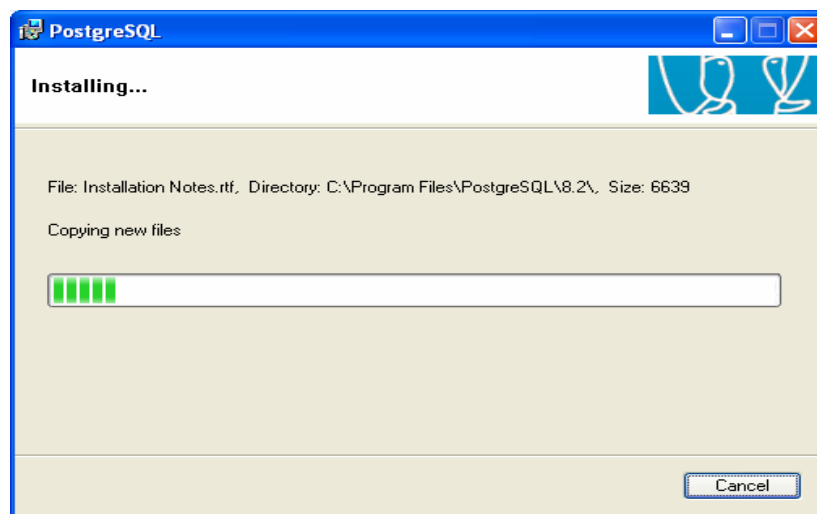 PostgreSQL
Installing...
File: Installation Notes.rtf, Directory: C:\Program Files\PostgreSQL\8.2\, Size: 6639
Copying new files
Cancel